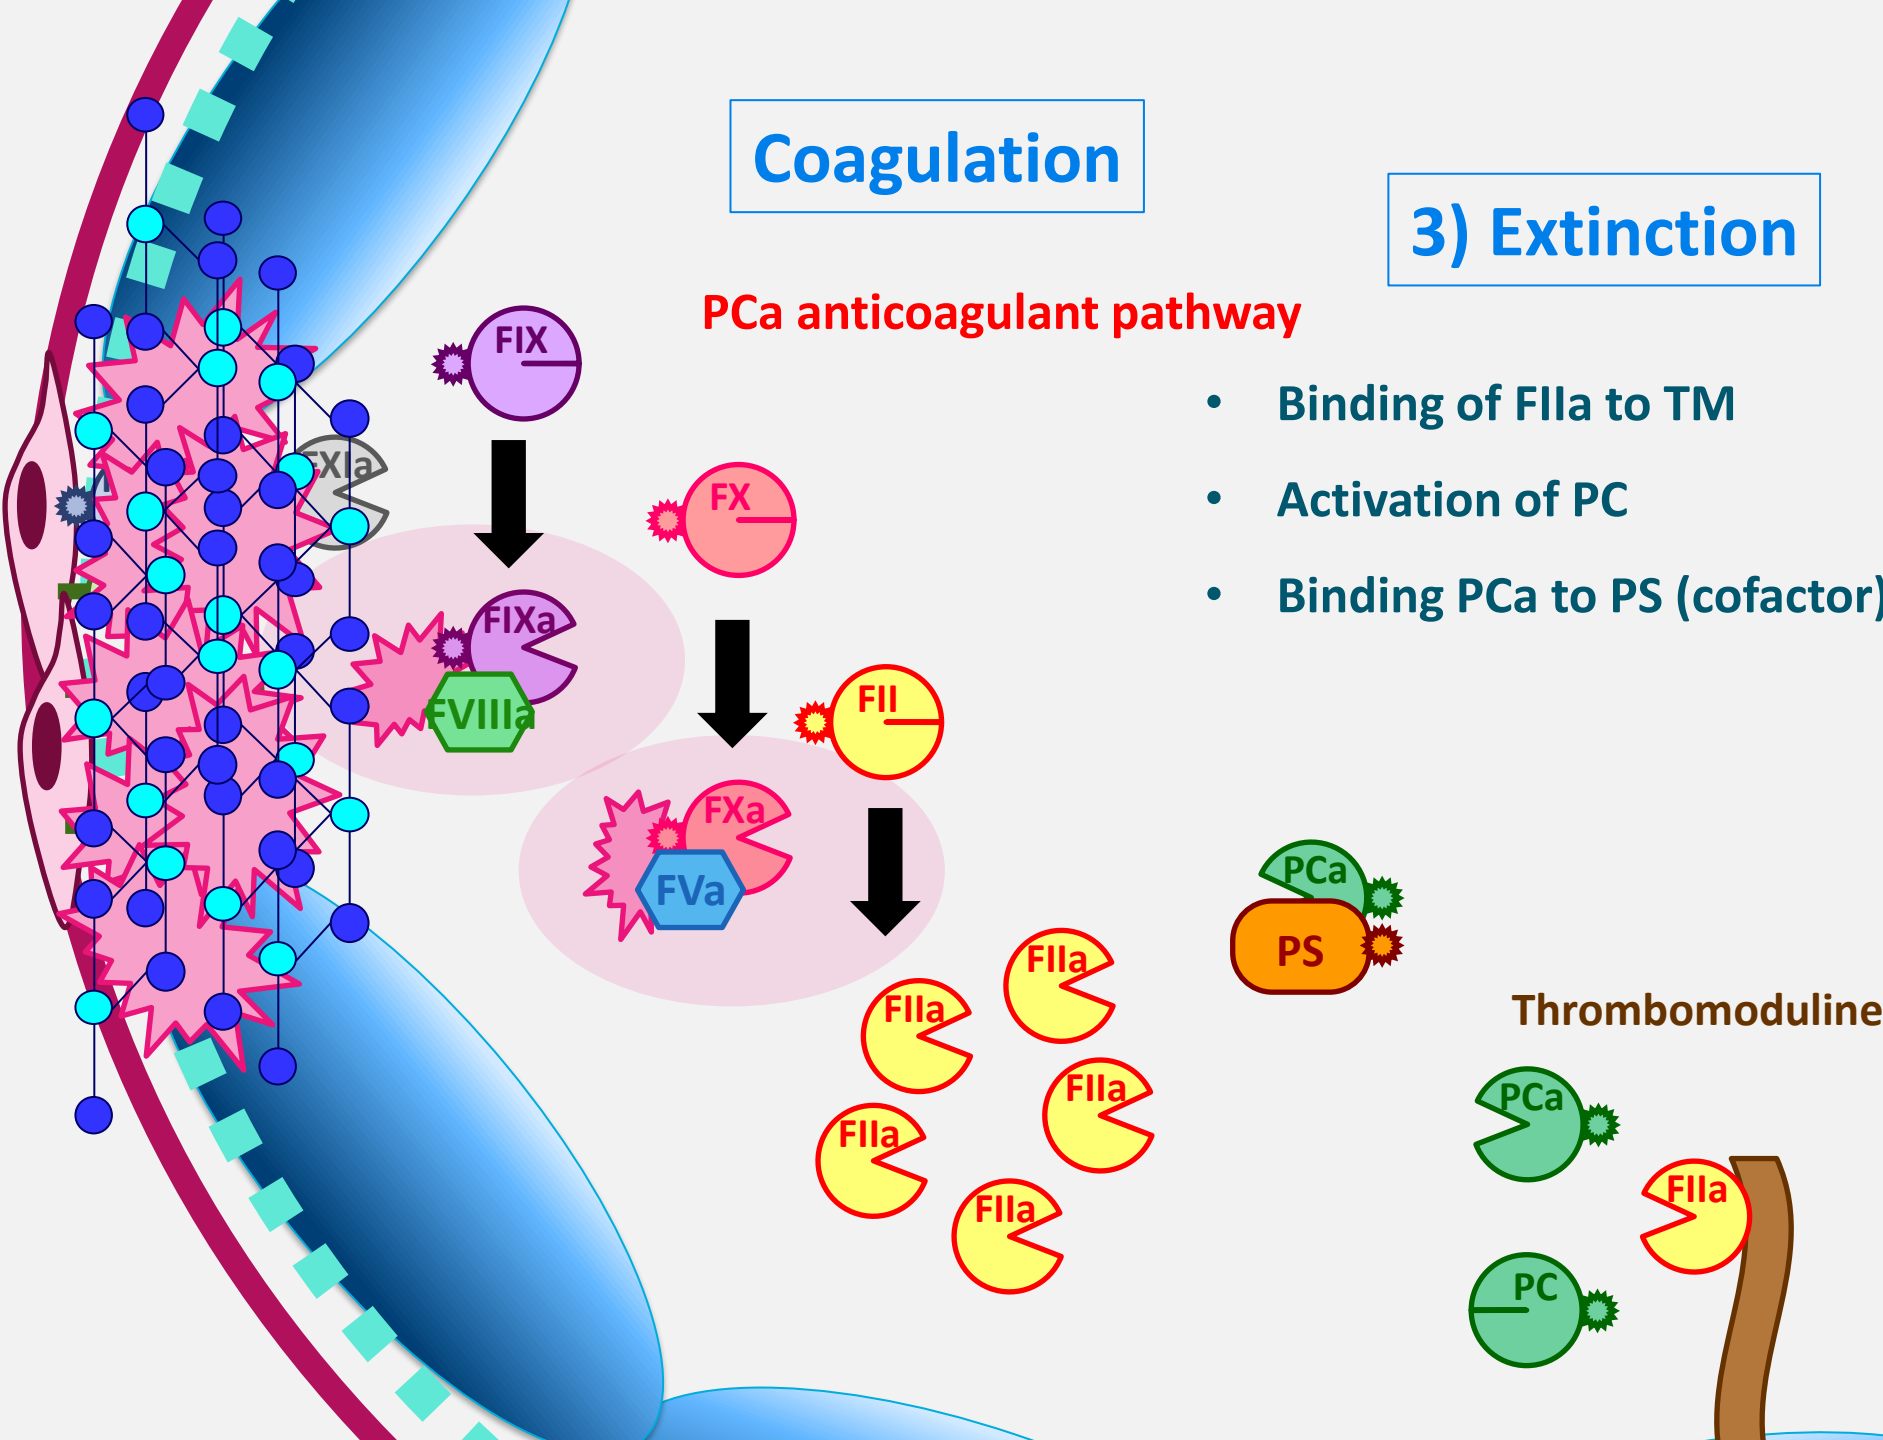 Coagulation
3) Extinction
PCa anticoagulant pathway
• Binding of FIIa to TM
• Activation of PC
• Binding PCa to PS (cofactor)
FIX
FXIa
FX
FIXa
FVIIIa
FII
FXa
FVa
PCa
PS
FIIa
FIIa
FIIa
FIIa
FIIa
Thrombomoduline
PCa
FIIa
PC